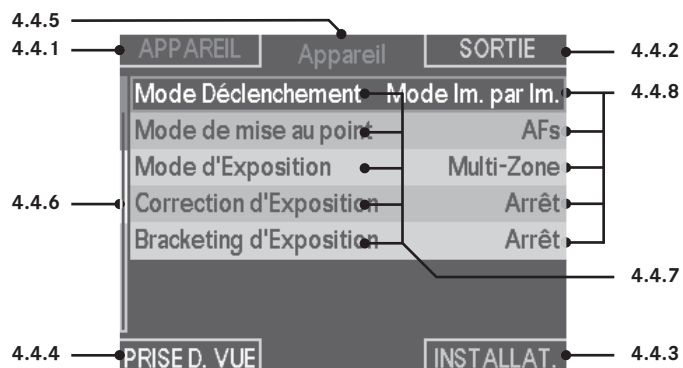 4.4.5
4.4.1 APPAREIL Appareil SORTIE 4.4.2
Mode Déclenchement Mode Im. par Im. 4.4.8
Mode de mise au point AFs
Mode d'Exposition Multi-Zone
4.4.6 Correction d'Exposition Arrêt
Bracketing d'Exposition Arrêt
4.4.7
4.4.4 PRISE D. VUE INSTALLAT. 4.4.3